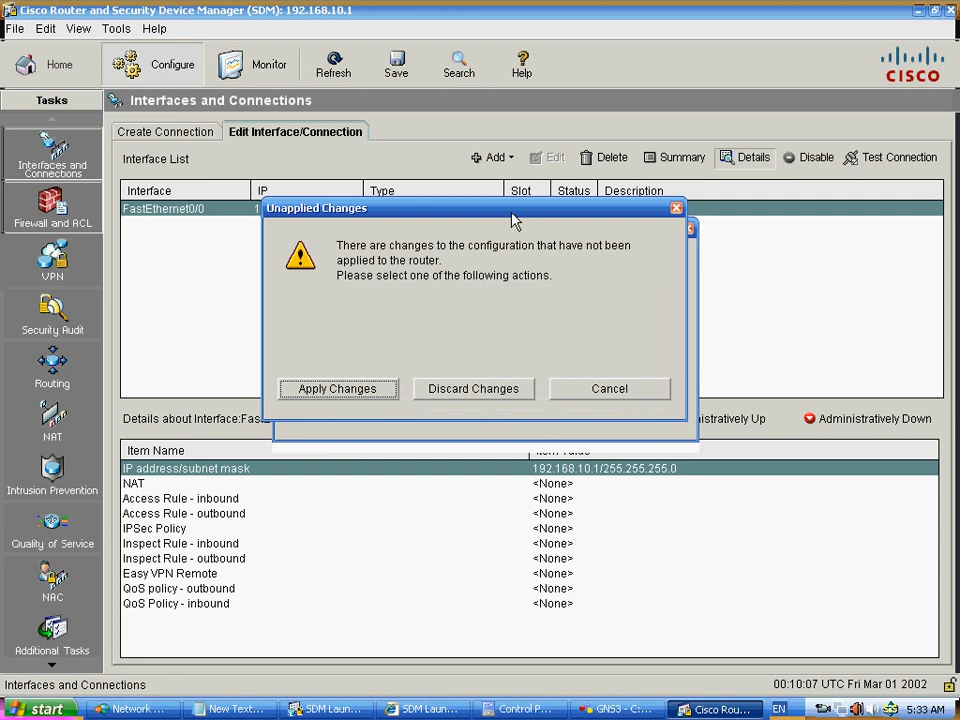 Cisco Router and Security Device Manager (SDM): 192.168.10.1
File Edit View Tools Help
Home Configure Monitor Refresh Save Search Help
CISCO
Tasks
Interfaces and Connections
Create Connection Edit Interface/Connection
Interface List
Add Edit Delete Summary Details Disable Test Connection
Interface IP Type Slot Status Description
FastEthernet0/0 1
Unapplied Changes
There are changes to the configuration that have not been
applied to the router.
Please select one of the following actions.
Apply Changes Discard Changes Cancel
Interfaces and
Connections
Firewall and ACL
VPN
Security Audit
Routing
NAT
Intrusion Prevention
Quality of Service
NAC
Additional Tasks
Details about Interface:Fas
Up
Administratively Down
Item Name
IP address/subnet mask 192.168.10.1/255.255.255.0
NAT <None>
Access Rule - inbound <None>
Access Rule - outbound <None>
IPSec Policy <None>
Inspect Rule - inbound <None>
Inspect Rule - outbound <None>
Easy VPN Remote <None>
QoS policy - outbound <None>
QoS Policy - inbound <None>
Interfaces and Connections
00:10:07 UTC Fri Mar 01 2002
start
Network ...
New Text...
SDM Laun...
SDM Laun...
Control P...
GNS3 - C:...
Cisco Rou...
EN
5:33 AM